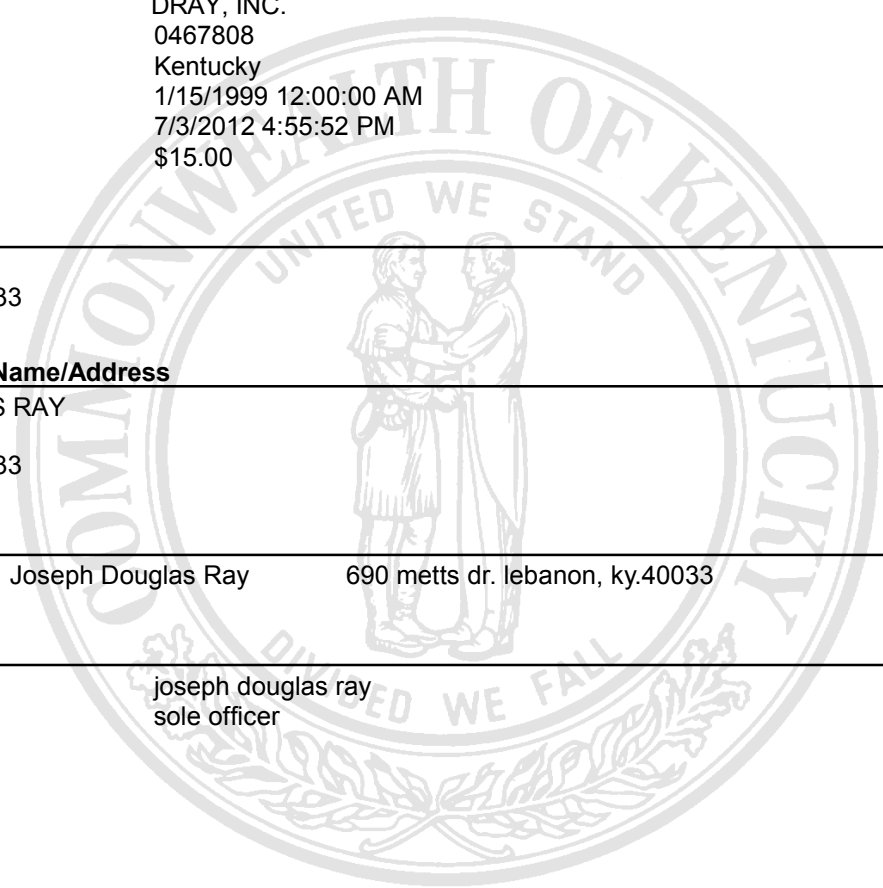 DRAY, INC.
0467808
Kentucky
1/15/1999 12:00:00 AM
7/3/2012 4:55:52 PM
$15.00
33
Name/Address
S RAY
33
Joseph Douglas Ray 690 metts dr. lebanon, ky.40033
joseph douglas ray
sole officer
COMMONWEALTH OF KENTUCKY
UNITED WE STAND
DIVIDED WE FALL